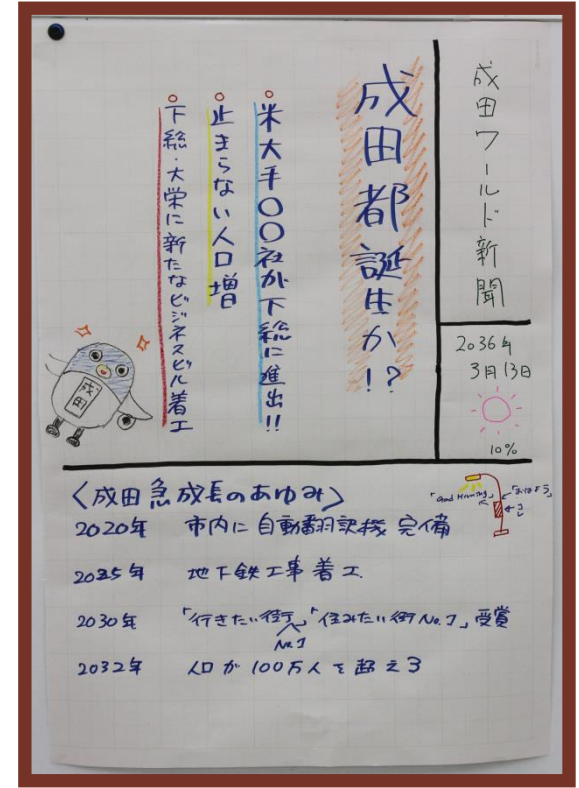 成田ワールド新聞
2036年
3月13日
10%
成田都誕生か!?
○米大手〇〇社が下総に進出!!
○止まらない人口増
○下総・大栄に新たなビジネスビル着工
成田
〈成田急成長のあゆみ〉
「Good Morning」
「おはよう」
2020年 市内に自動翻訳機完備
2025年 地下鉄工事着工.
2030年 「行きたい街No.1」「住みたい街No.1」受賞
2032年 人口が100万人を超える